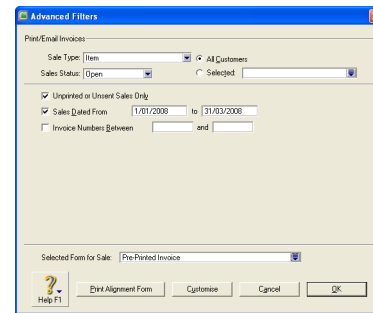 Advanced Filters
Print/Email Invoices
Sale Type: Item All Customers
Sales Status: Open Selected:
Unprinted or Unsent Sales Only
Sales Dated From 1/01/2008 to 31/03/2008
Invoice Numbers Between and
Selected Form for Sale: Pre-Printed Invoice
Help F1 Print Alignment Form Customise Cancel OK